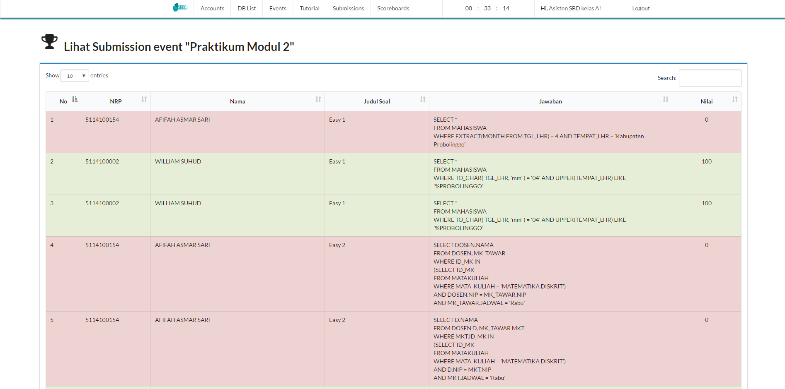 Accounts DB List Events Tutorial Submissions Scoreboards 00 : 33 : 14 Hi, Asisten SBD kelas A! Logout
Lihat Submission event "Praktikum Modul 2"
Show 10 entries
Search:
No NRP Nama Judul Soal Jawaban Nilai
1 5114100154 AFIFAH ASMAR SARI Easy 1 SELECT * 0
FROM MAHASISWA
WHERE EXTRACT(MONTH FROM TGL_LHR) = 4 AND TEMPAT_LHR = 'Kabupaten
Probolinggo'
2 5114100002 WILLIAM SUHUD Easy 1 SELECT * 100
FROM MAHASISWA
WHERE TO_CHAR( TGL_LHR, 'mm' ) = '04' AND UPPER(TEMPAT_LHR) LIKE
'%PROBOLINGGO'
3 5114100002 WILLIAM SUHUD Easy 1 SELECT * 100
FROM MAHASISWA
WHERE TO_CHAR( TGL_LHR, 'mm' ) = '04' AND UPPER(TEMPAT_LHR) LIKE
'%PROBOLINGGO'
4 5114100154 AFIFAH ASMAR SARI Easy 2 SELECT DOSEN.NAMA 0
FROM DOSEN, MK_TAWAR
WHERE ID_MK IN
(SELECT ID_MK
FROM MATAKULIAH
WHERE MATA_KULIAH = 'MATEMATIKA DISKRIT')
AND DOSEN.NIP = MK_TAWAR.NIP
AND MK_TAWAR.JADWAL = 'Rabu'
5 5114100154 AFIFAH ASMAR SARI Easy 2 SELECT D.NAMA 0
FROM DOSEN D, MK_TAWAR MKT
WHERE MKT.ID_MK IN
(SELECT ID_MK
FROM MATAKULIAH
WHERE MATA_KULIAH = 'MATEMATIKA DISKRIT')
AND D.NIP = MKT.NIP
AND MKT.JADWAL = 'Rabu'